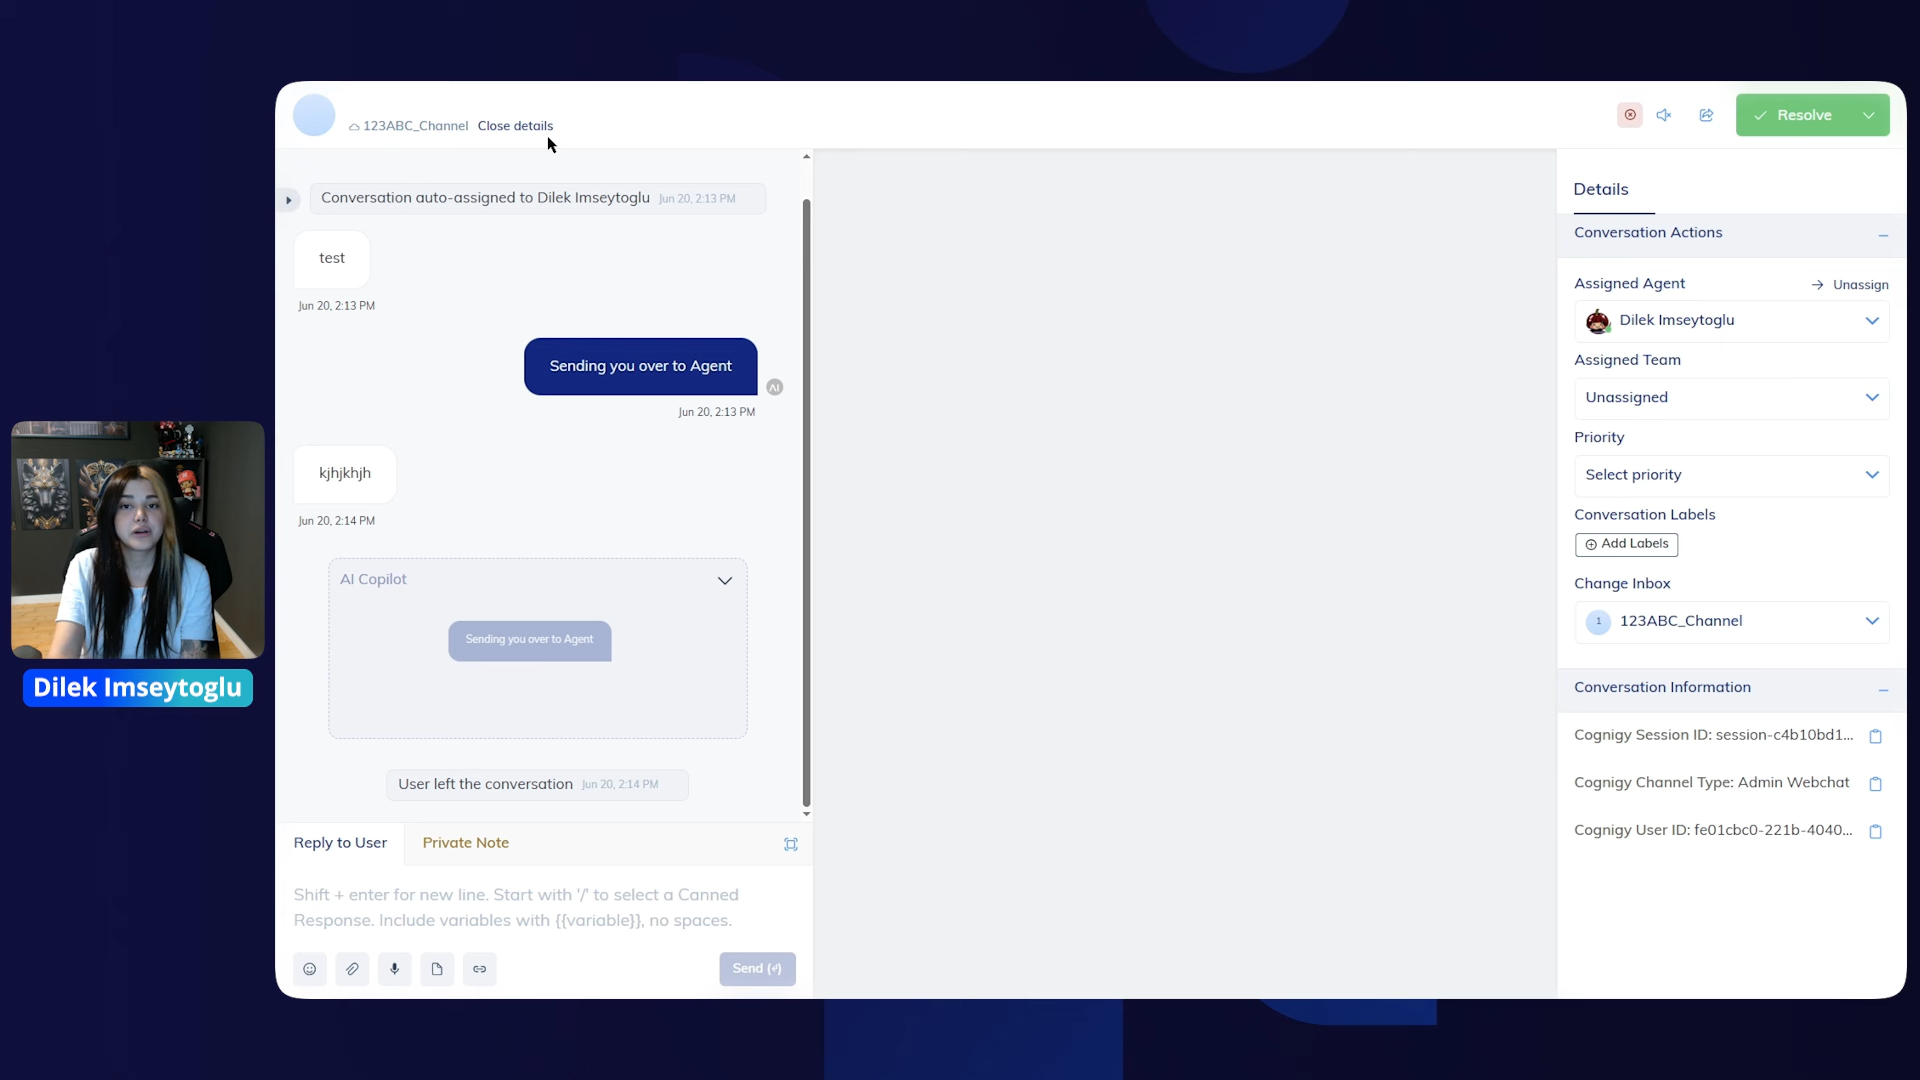 123ABC_Channel Close details
Resolve
Conversation auto-assigned to Dilek Imseytoglu Jun 20, 2:13 PM
test
Jun 20, 2:13 PM
Sending you over to Agent
AI
Jun 20, 2:13 PM
kjhjkhjh
Jun 20, 2:14 PM
AI Copilot
Sending you over to Agent
User left the conversation Jun 20, 2:14 PM
Reply to User Private Note
Shift + enter for new line. Start with '/' to select a Canned
Response. Include variables with {{variable}}, no spaces.
Send (⏎)
Details
Conversation Actions
Assigned Agent Unassign
Dilek Imseytoglu
Assigned Team
Unassigned
Priority
Select priority
Conversation Labels
Add Labels
Change Inbox
1 123ABC_Channel
Conversation Information
Cognigy Session ID: session-c4b10bd1...
Cognigy Channel Type: Admin Webchat
Cognigy User ID: fe01cbc0-221b-4040...
Dilek Imseytoglu